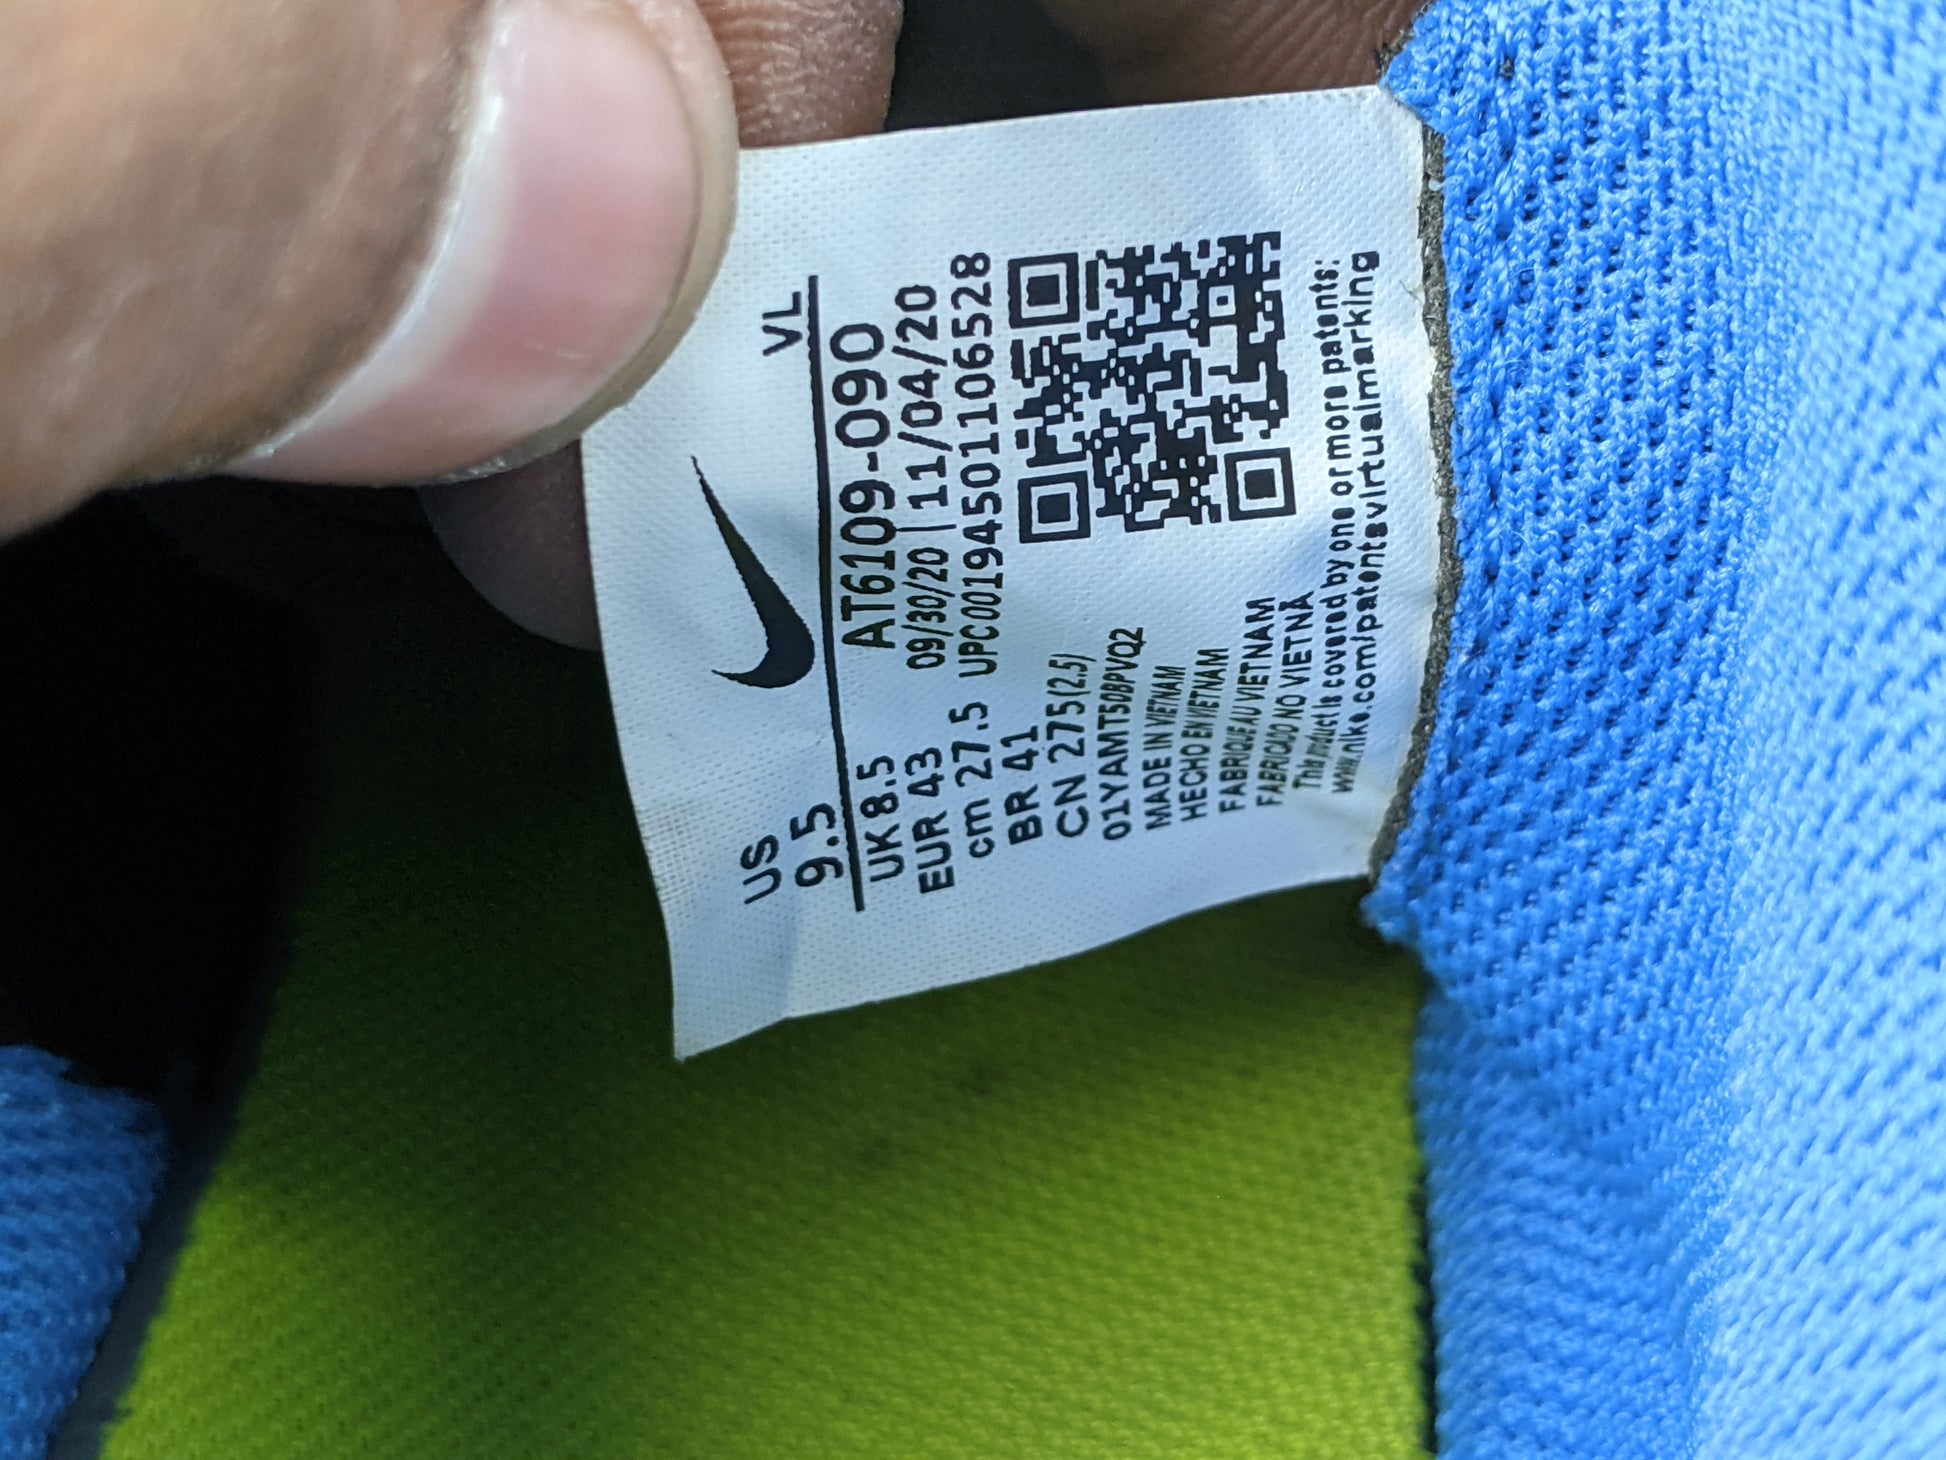 US VL
9.5
UK 8.5 AT6109-090
EUR 43 09/30/20 | 11/04/20
cm 27.5 UPC 00194501106528
BR 41
CN 275(2.5)
01YAMT50BPVQ2
MADE IN VIETNAM
HECHO EN VIETNAM
FABRIQUE AU VIETNAM
FABRICADO NO VIETNÃ
This product is covered by one or more patents:
www.nike.com/patentsvirtualmarking